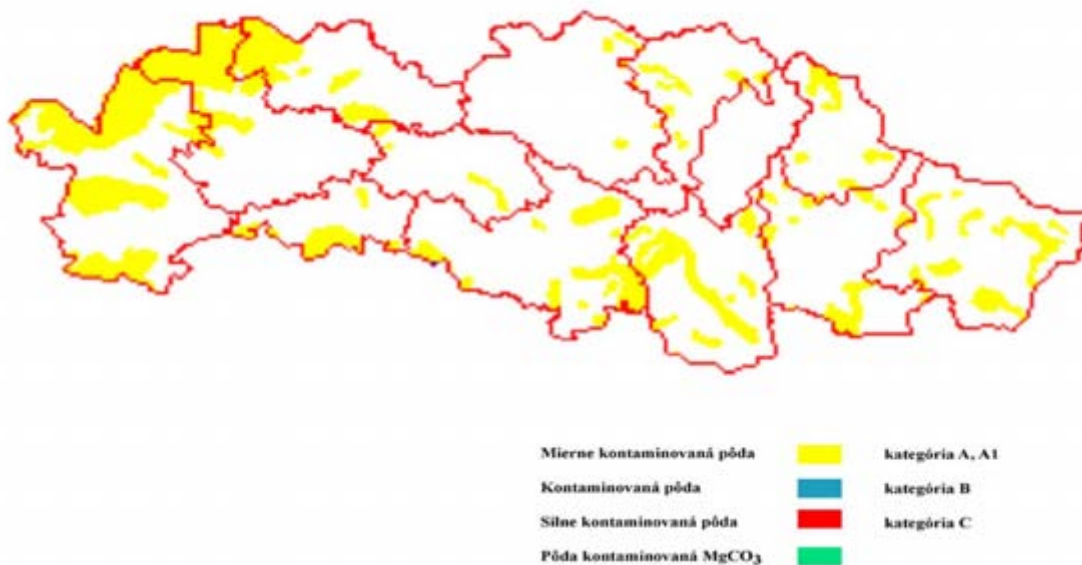 Mierne kontaminovaná pôda kategória A, A1
Kontaminovaná pôda kategória B
Silne kontaminovaná pôda kategória C
Pôda kontaminovaná MgCO3